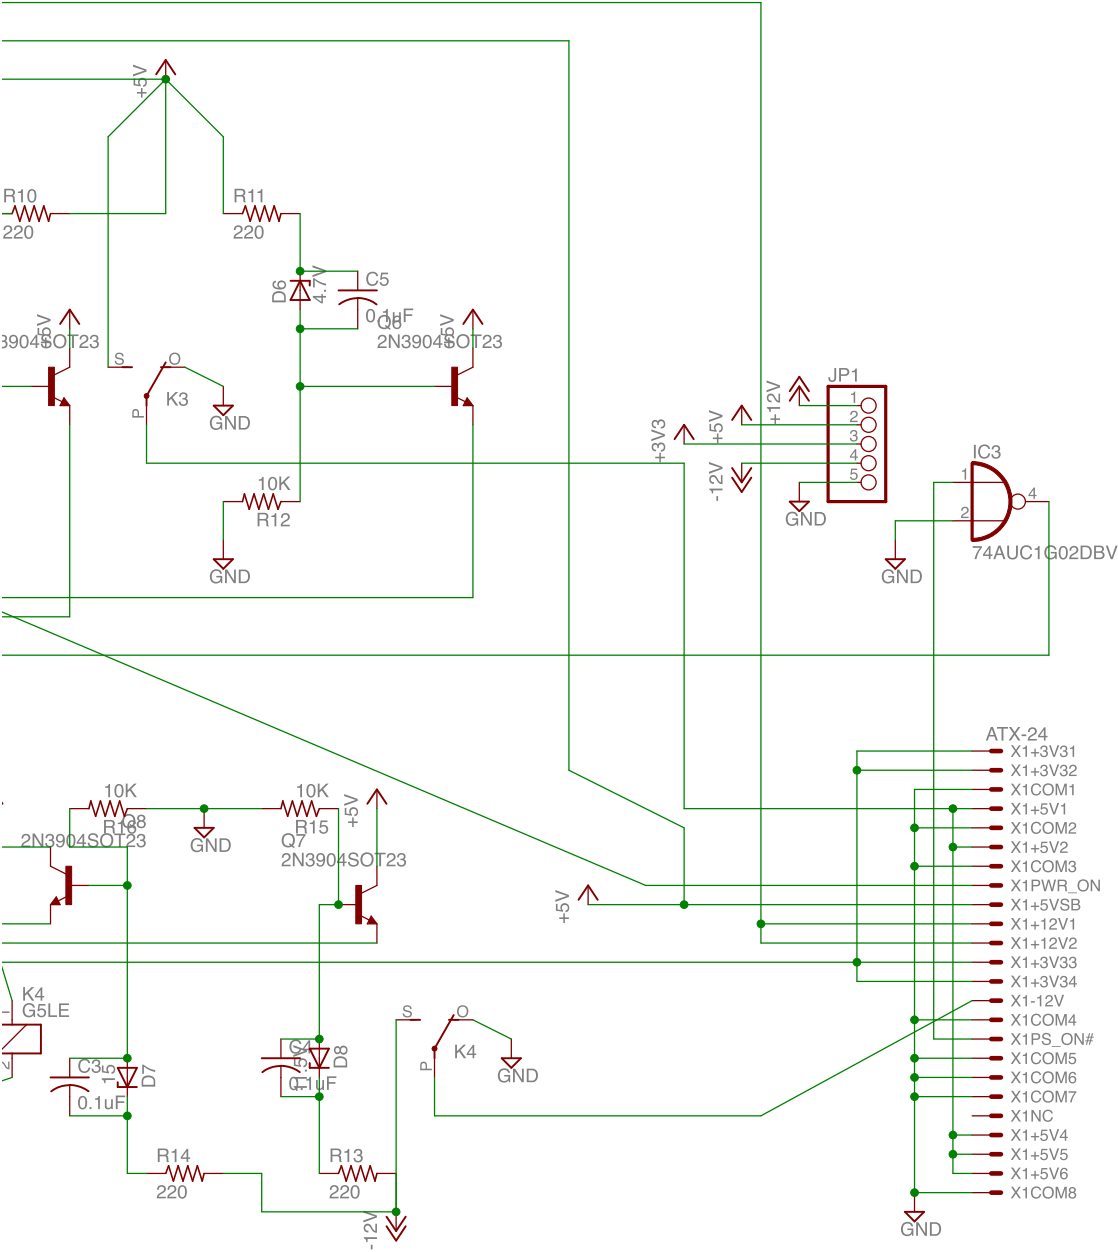 +5V
R10
220
R11
220
D6
4.7V
C5
0.1uF
Q6
2N3904SOT23
+5V
3904SOT23
+5V
S
O
P
K3
GND
10K
R12
GND
JP1
1
2
3
4
5
+12V
+5V
+3V3
-12V
GND
IC3
1
2
4
74AUC1G02DBV
GND
ATX-24
X1+3V31
X1+3V32
X1COM1
X1+5V1
X1COM2
X1+5V2
X1COM3
X1PWR_ON
X1+5VSB
X1+12V1
X1+12V2
X1+3V33
X1+3V34
X1-12V
X1COM4
X1PS_ON#
X1COM5
X1COM6
X1COM7
X1NC
X1+5V4
X1+5V5
X1+5V6
X1COM8
GND
+5V
10K
R16
Q8
2N3904SOT23
GND
10K
R15
Q7
2N3904SOT23
+5V
K4
G5LE
2
C3
0.1uF
15
D7
C4
0.1uF
D8
S
O
P
K4
GND
R14
220
R13
220
-12V